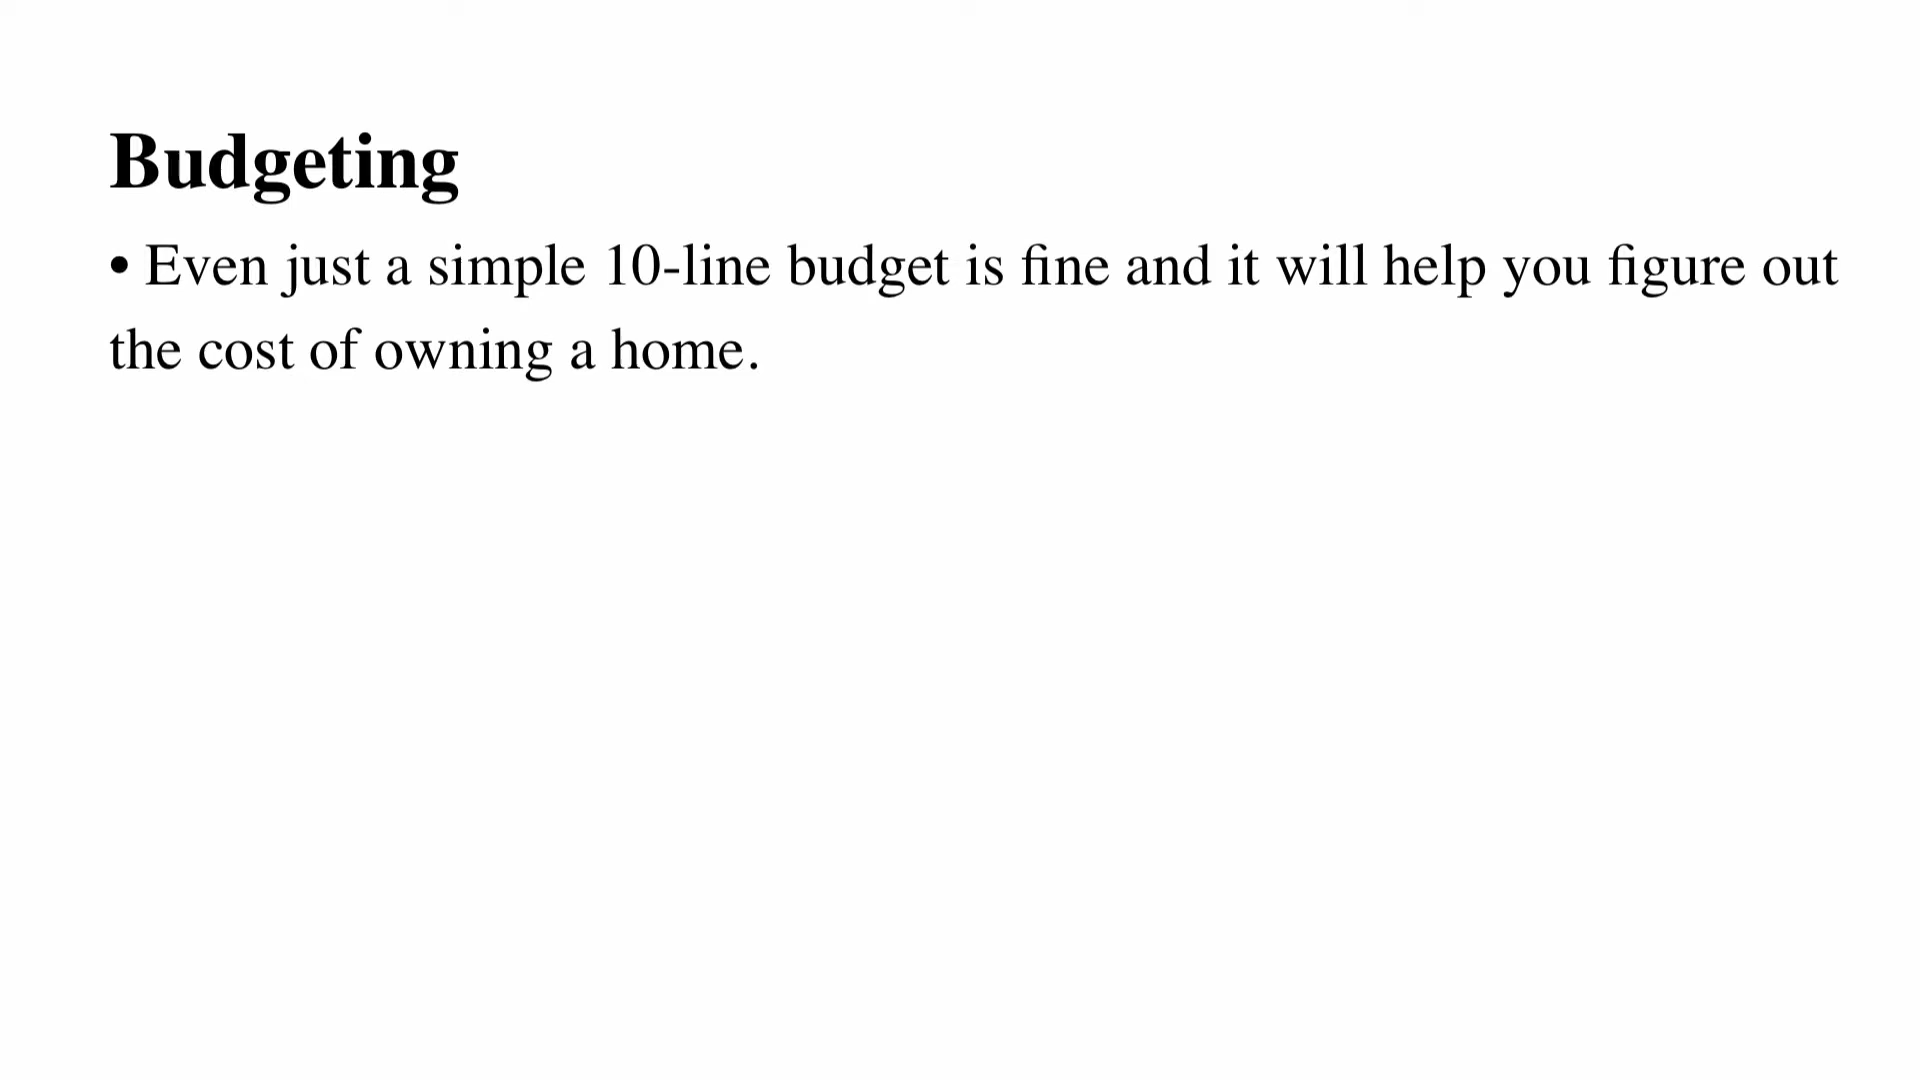 Budgeting
• Even just a simple 10-line budget is fine and it will help you figure out
the cost of owning a home.